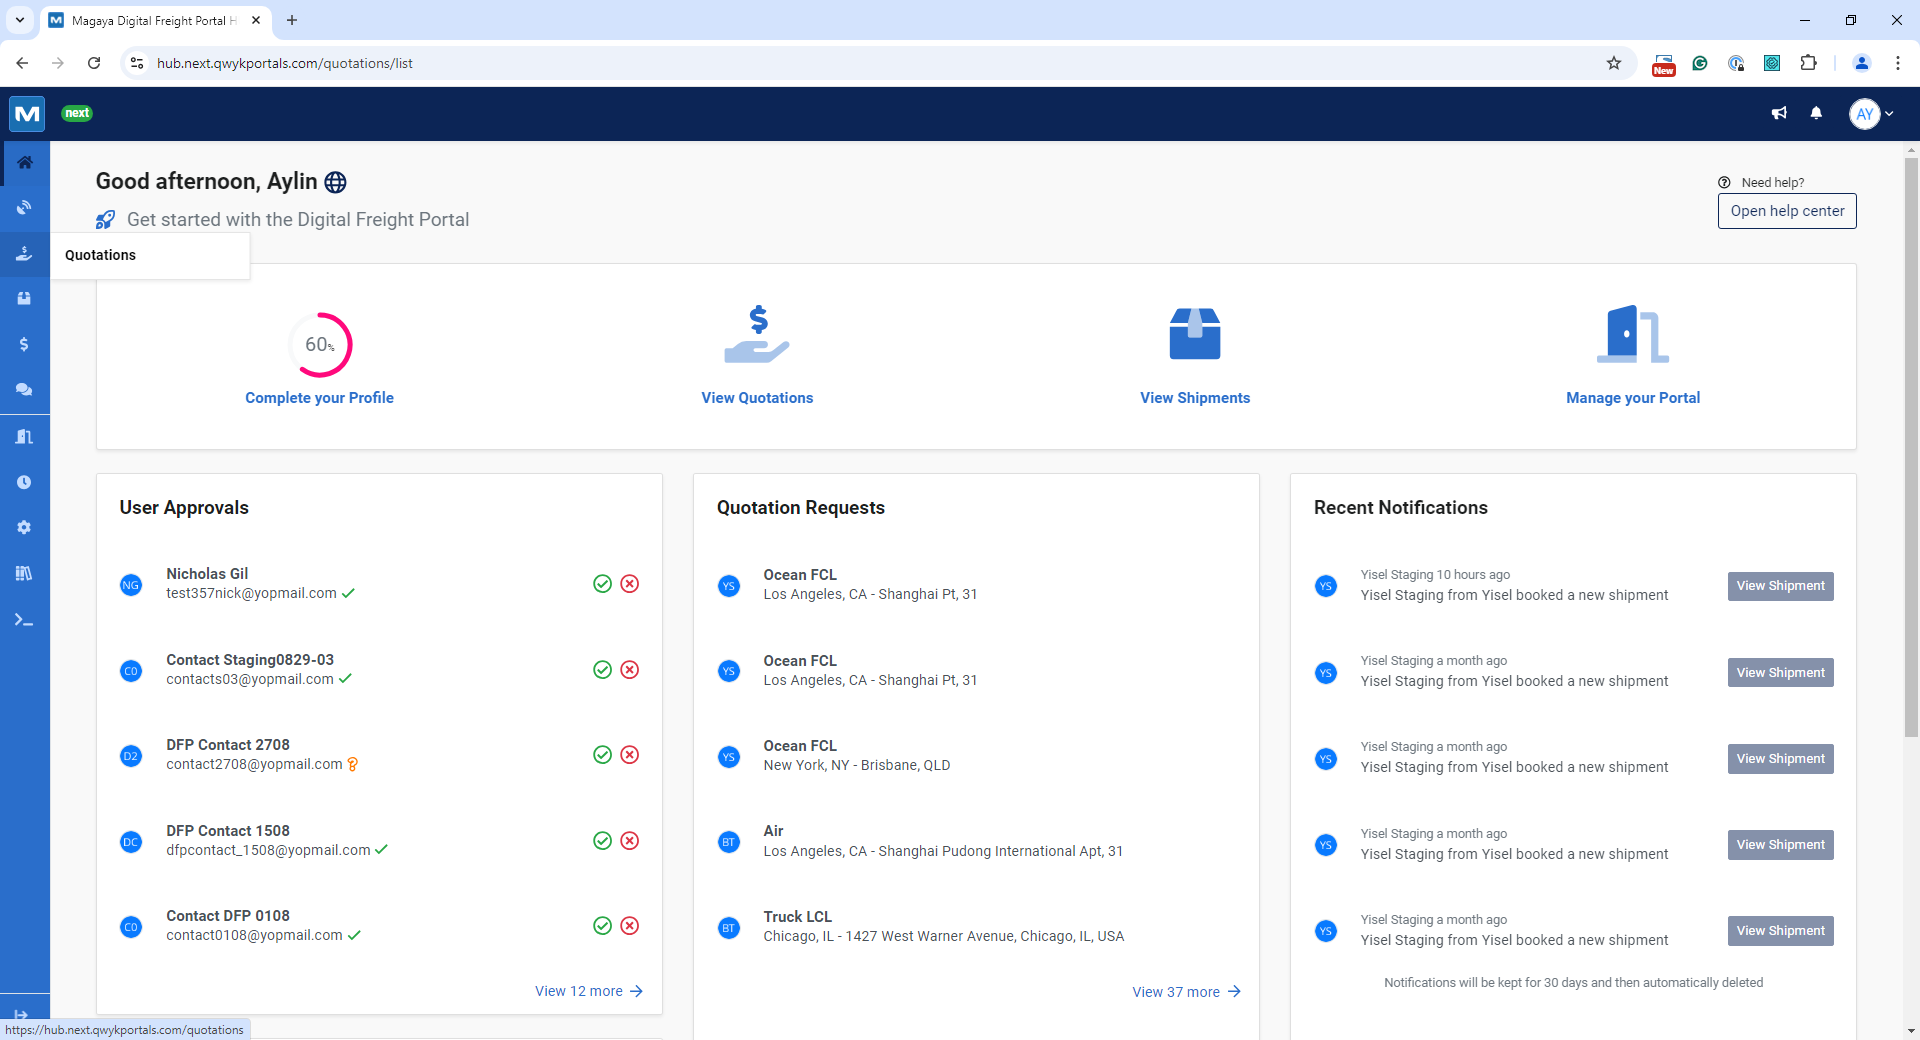 Magaya Digital Freight Portal H
hub.next.qwykportals.com/quotations/list
New
M
next
AY
Good afternoon, Aylin
Get started with the Digital Freight Portal
Need help?
Open help center
Quotations
60%
Complete your Profile
View Quotations
View Shipments
Manage your Portal
User Approvals
NG
Nicholas Gil
test357nick@yopmail.com
C0
Contact Staging0829-03
contacts03@yopmail.com
D2
DFP Contact 2708
contact2708@yopmail.com
DC
DFP Contact 1508
dfpcontact_1508@yopmail.com
C0
Contact DFP 0108
contact0108@yopmail.com
View 12 more
Quotation Requests
YS
Ocean FCL
Los Angeles, CA - Shanghai Pt, 31
YS
Ocean FCL
Los Angeles, CA - Shanghai Pt, 31
YS
Ocean FCL
New York, NY - Brisbane, QLD
BT
Air
Los Angeles, CA - Shanghai Pudong International Apt, 31
BT
Truck LCL
Chicago, IL - 1427 West Warner Avenue, Chicago, IL, USA
View 37 more
Recent Notifications
YS
Yisel Staging 10 hours ago
Yisel Staging from Yisel booked a new shipment
View Shipment
YS
Yisel Staging a month ago
Yisel Staging from Yisel booked a new shipment
View Shipment
YS
Yisel Staging a month ago
Yisel Staging from Yisel booked a new shipment
View Shipment
YS
Yisel Staging a month ago
Yisel Staging from Yisel booked a new shipment
View Shipment
YS
Yisel Staging a month ago
Yisel Staging from Yisel booked a new shipment
View Shipment
Notifications will be kept for 30 days and then automatically deleted
https://hub.next.qwykportals.com/quotations